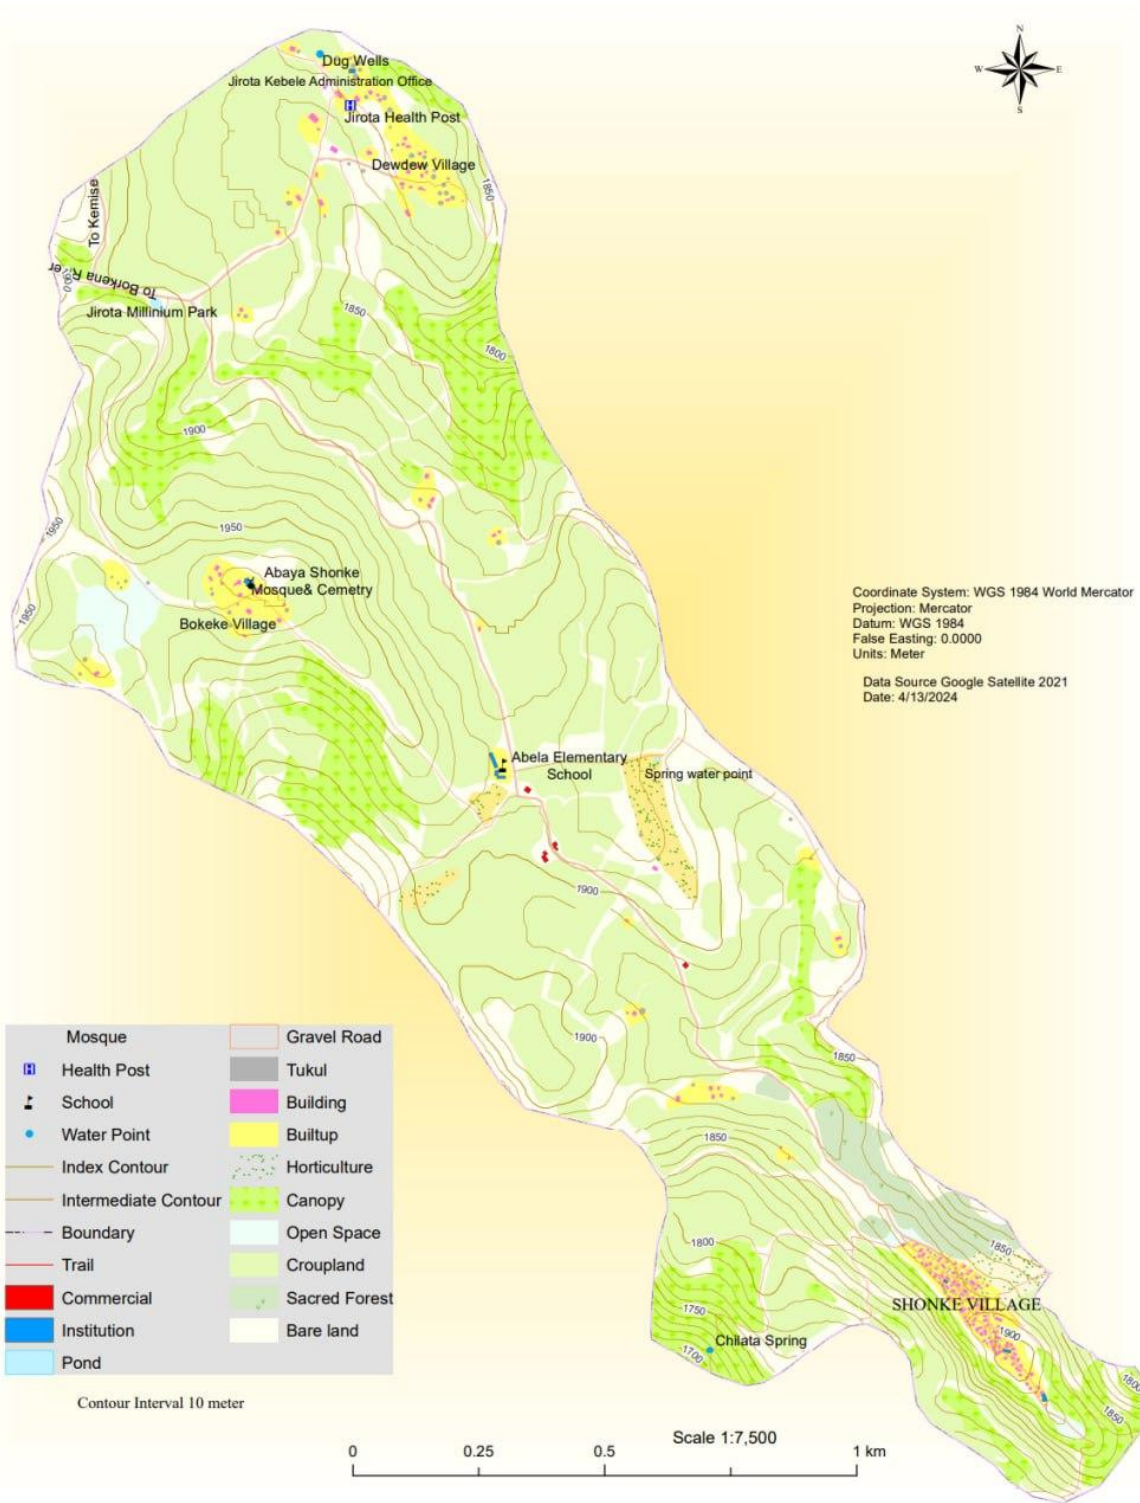 N
W
E
S
Dug Wells
Jirota Kebele Administration Office
Jirota Health Post
Dewdew Village
1850
To Kemise
To Borkena River
1900
Jirota Millinium Park
1850
1800
1900
1950
1950
Abaya Shonke
Mosque& Cemetry
Bokeke Village
1950
Coordinate System: WGS 1984 World Mercator
Projection: Mercator
Datum: WGS 1984
False Easting: 0.0000
Units: Meter
Data Source Google Satellite 2021
Date: 4/13/2024
Abela Elementary
School
Spring water point
1900
1900
1850
1850
1800
1850
1750
SHONKE VILLAGE
1900
Chilata Spring
1700
1800
1850
Mosque
Health Post
School
Water Point
Index Contour
Intermediate Contour
Boundary
Trail
Commercial
Institution
Pond
Gravel Road
Tukul
Building
Builtup
Horticulture
Canopy
Open Space
Croupland
Sacred Forest
Bare land
Contour Interval 10 meter
Scale 1:7,500
0 0.25 0.5 1 km